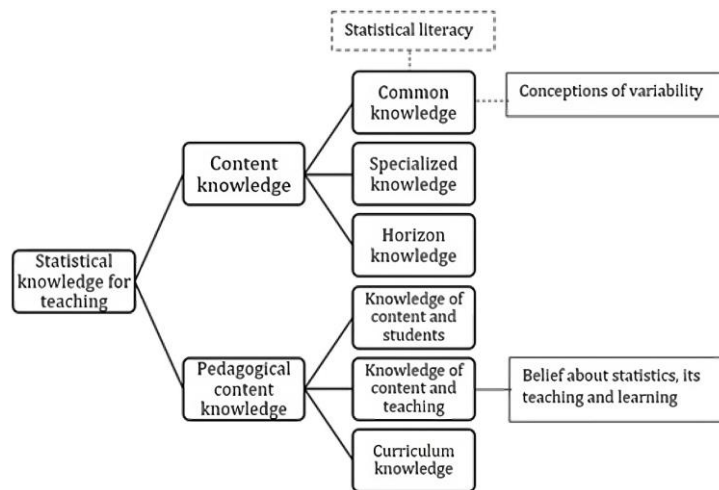 Statistical literacy
Common
knowledge
Conceptions of variability
Content
knowledge
Specialized
knowledge
Horizon
knowledge
Statistical
knowledge for
teaching
Knowledge of
content and
students
Pedagogical
content
knowledge
Knowledge of
content and
teaching
Belief about statistics, its
teaching and learning
Curriculum
knowledge